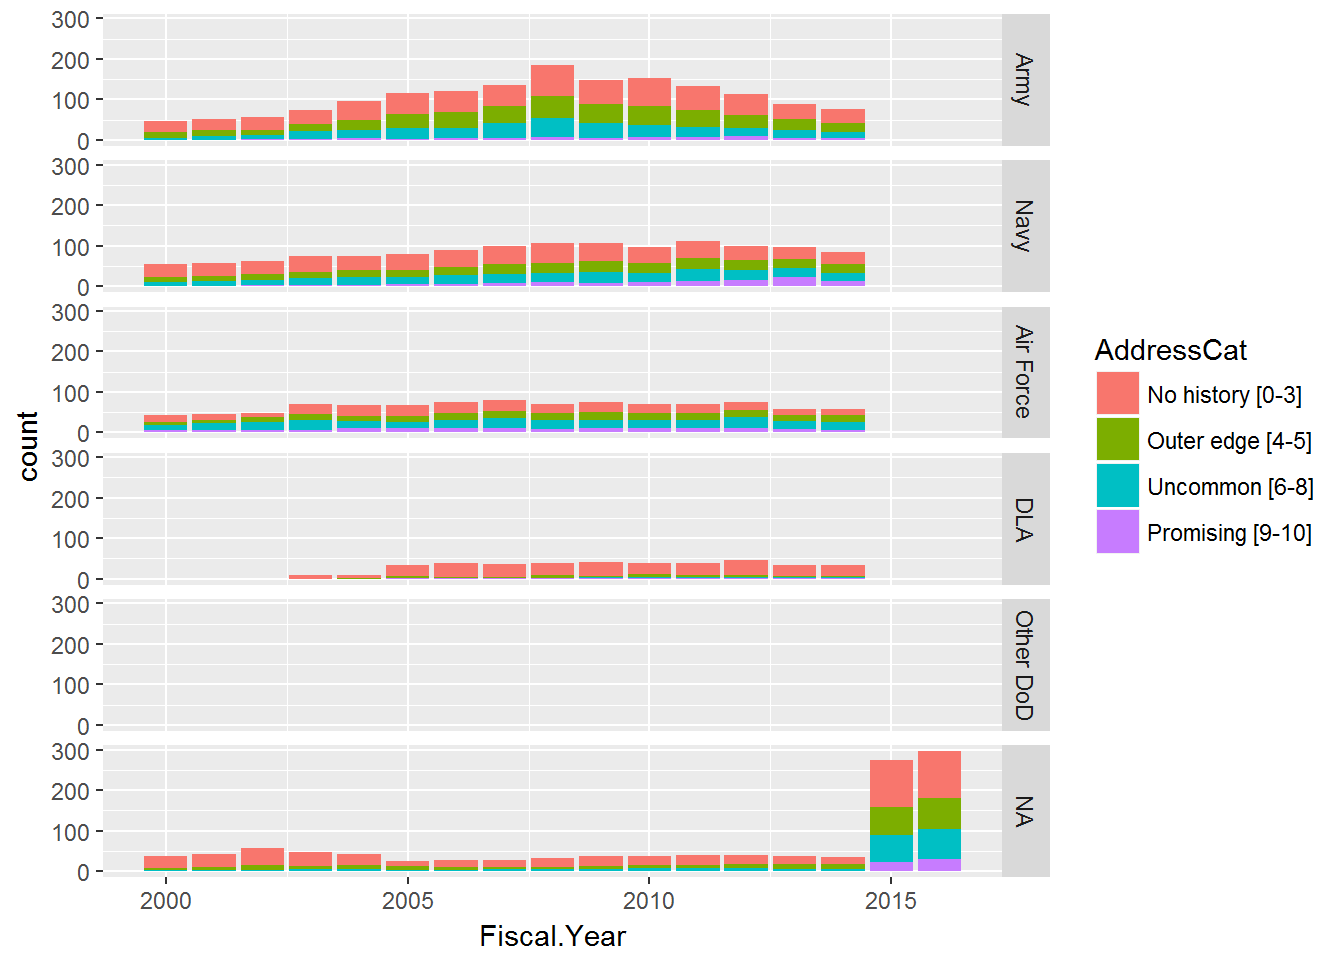 300
200
100
0
Army
300
200
100
0
Navy
300
200
100
0
Air Force
300
200
100
0
DLA
300
200
100
0
Other DoD
300
200
100
0
NA
count
2000
2005
2010
2015
Fiscal.Year
AddressCat
No history [0-3]
Outer edge [4-5]
Uncommon [6-8]
Promising [9-10]